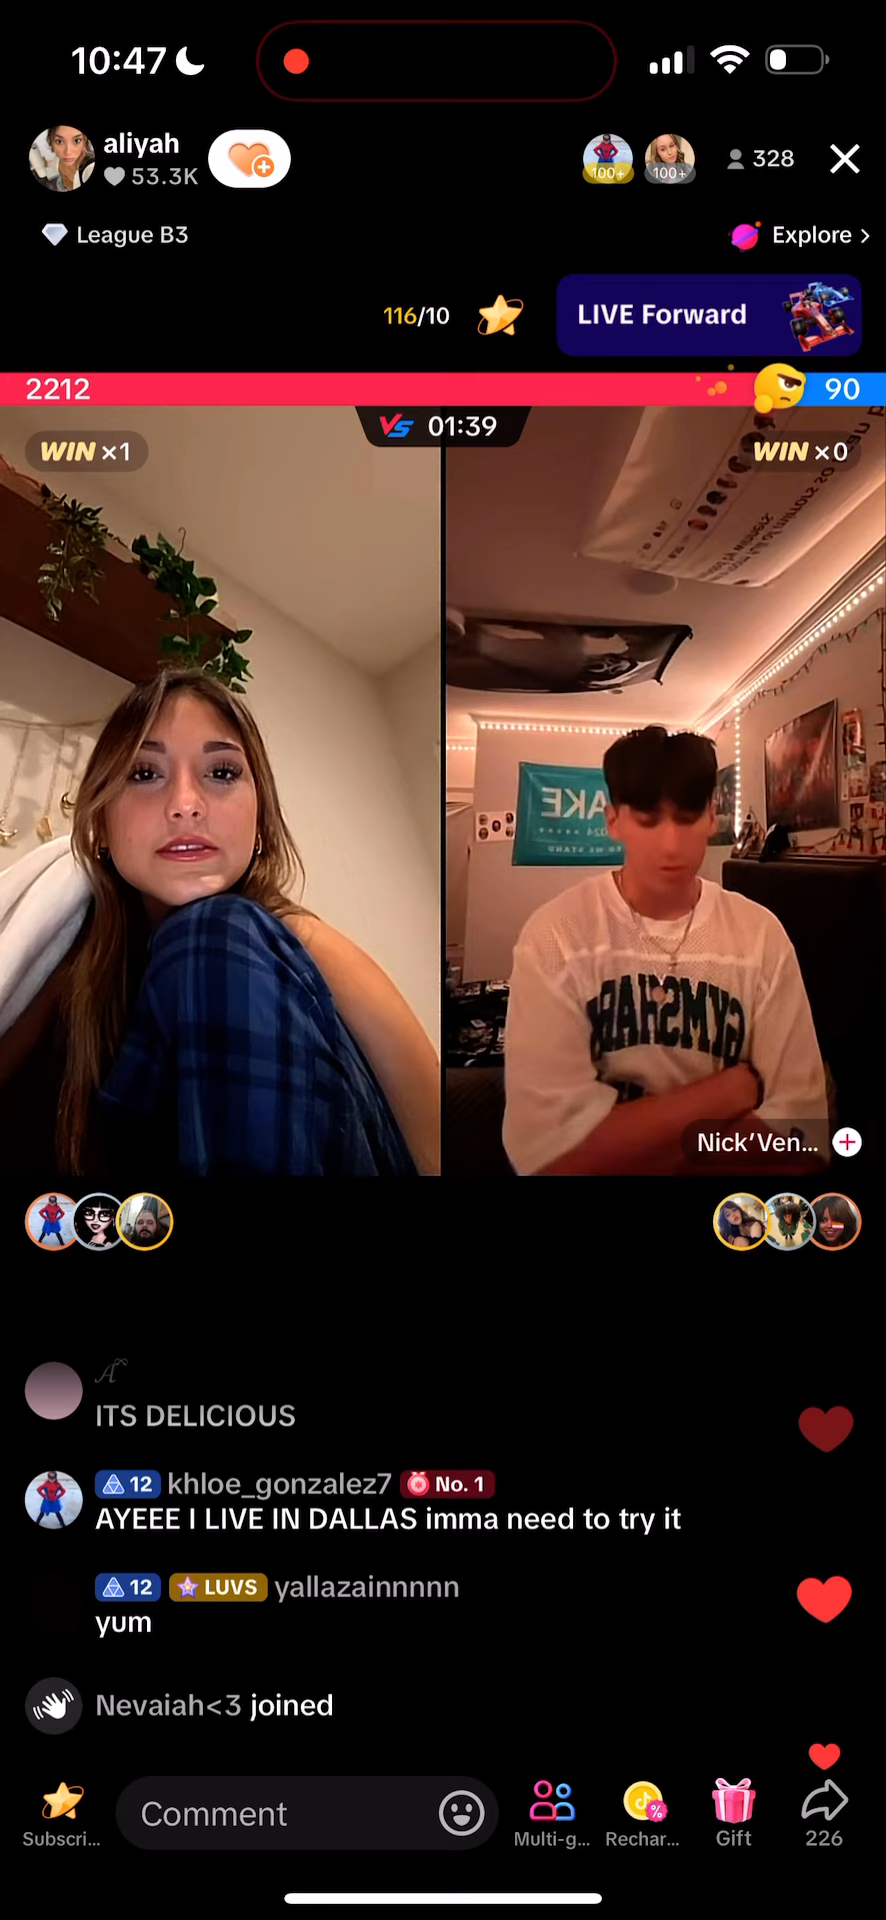 10:47
aliyah
53.3K
100+
100+
328
League B3
Explore >
116/10
LIVE Forward
2212
90
VS 01:39
WIN ×1
WIN ×0
AKE
2024
GYMSHARK
Nick'Ven...
ITS DELICIOUS
12 khloe_gonzalez7 No. 1
AYEEE I LIVE IN DALLAS imma need to try it
12 LUVS yallazainnnnn
yum
Nevaiah<3 joined
Comment
Subscri...
Multi-g...
Rechar...
Gift
226